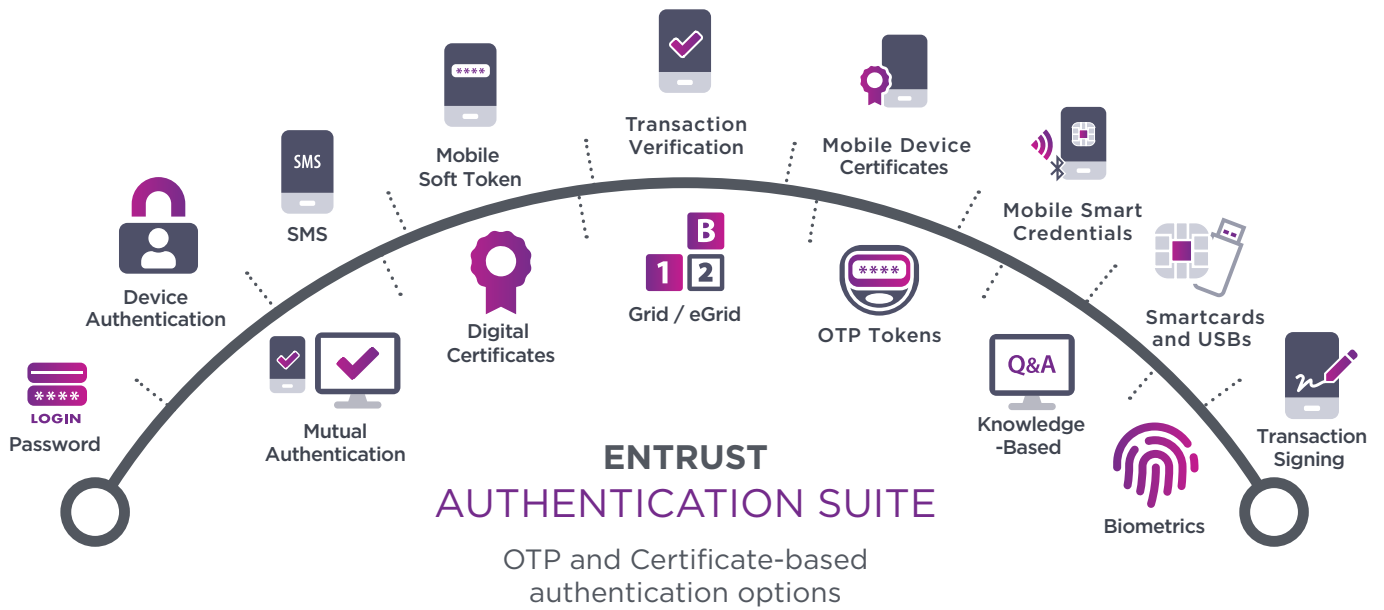 ****
Transaction
Verification
Mobile
Soft Token
Mobile Device
Certificates
SMS
SMS
Mobile Smart
Credentials
B
1 2
Grid / eGrid
****
OTP Tokens
Device
Authentication
Digital
Certificates
Smartcards
and USBs
****
LOGIN
Password
Mutual
Authentication
Q&A
Knowledge
-Based
Transaction
Signing
Biometrics
ENTRUST
AUTHENTICATION SUITE
OTP and Certificate-based
authentication options